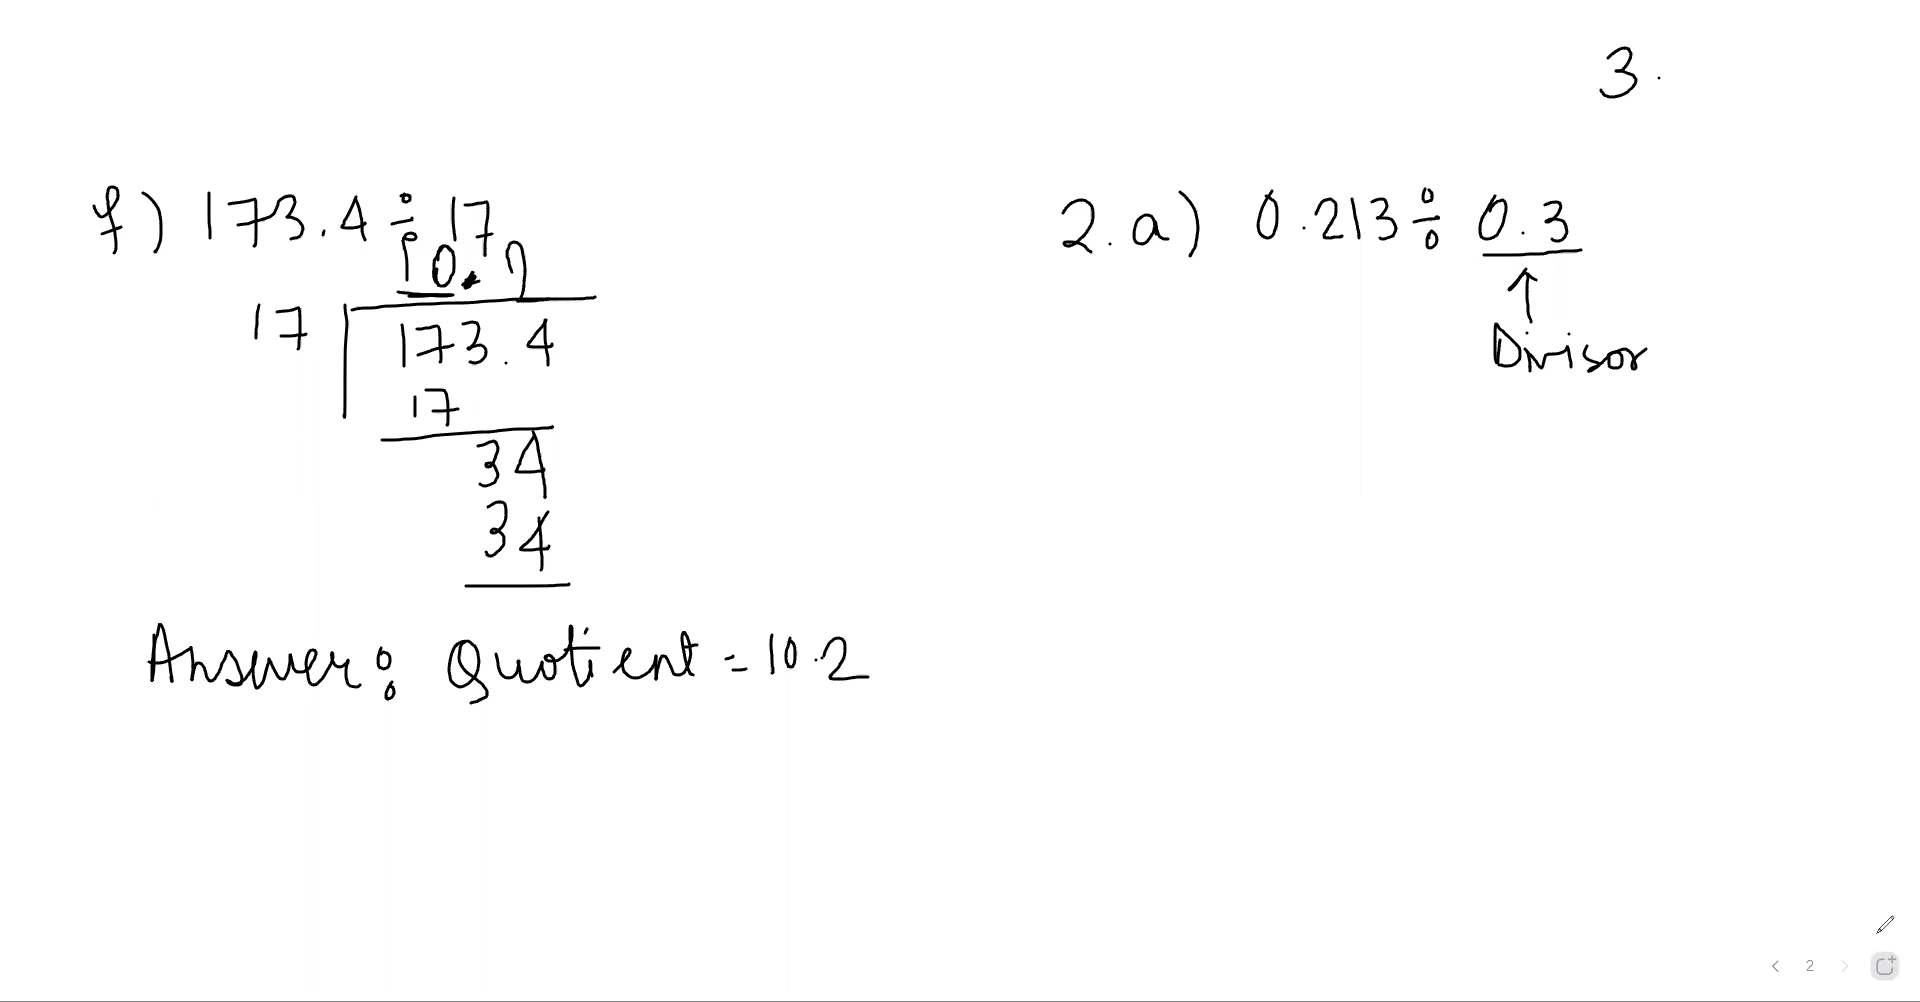 3.
f) 173.4 ÷ 17
10.2
17
173.4
17
34
34
Answer: Quotient = 10.2
2. a) 0.213 ÷ 0.3
↑
Divisor
2